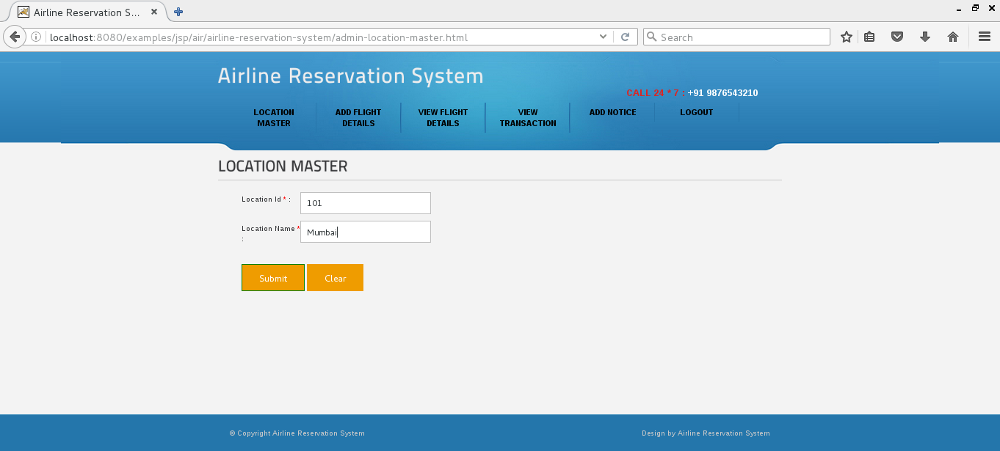 Airline Reservation S...
localhost:8080/examples/jsp/air/airline-reservation-system/admin-location-master.html
Search
Airline Reservation System
CALL 24 * 7 : +91 9876543210
LOCATION MASTER
ADD FLIGHT DETAILS
VIEW FLIGHT DETAILS
VIEW TRANSACTION
ADD NOTICE
LOGOUT
LOCATION MASTER
Location Id * :
101
Location Name * :
Mumbai
Submit
Clear
© Copyright Airline Reservation System
Design by Airline Reservation System